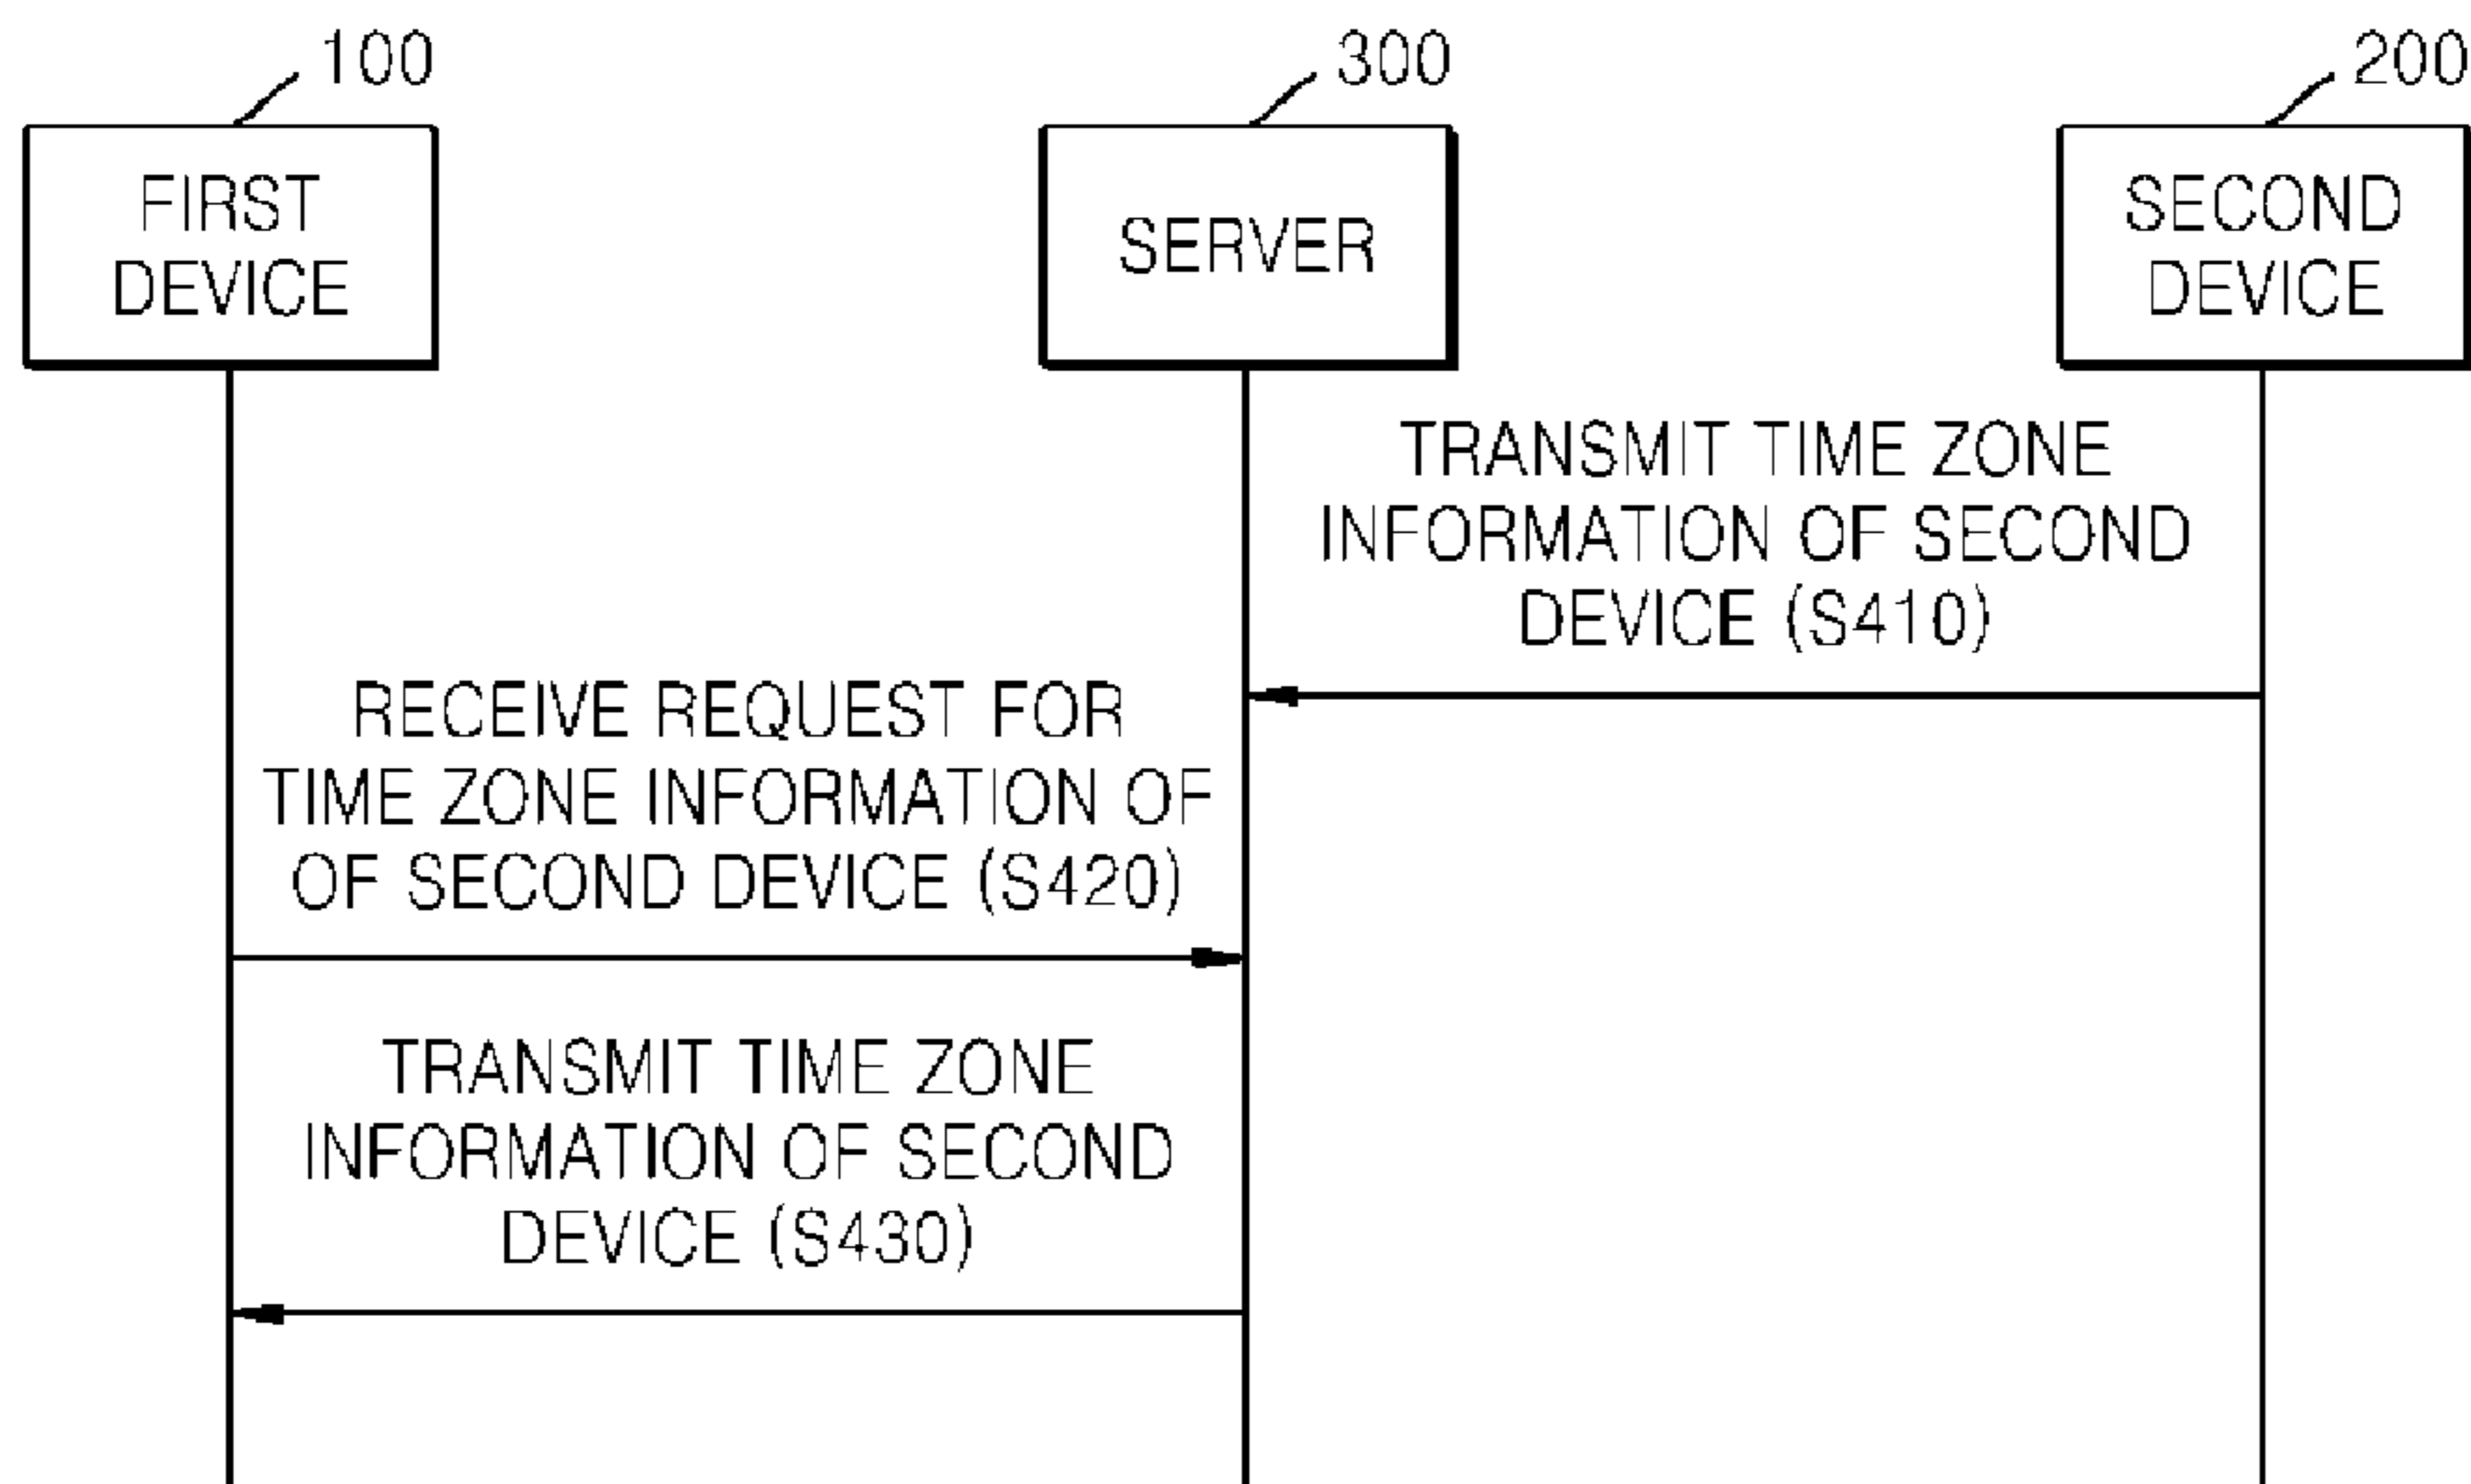 100
300
200
FIRST
DEVICE
SERVER
SECOND
DEVICE
TRANSMIT TIME ZONE
INFORMATION OF SECOND
DEVICE (S410)
RECEIVE REQUEST FOR
TIME ZONE INFORMATION OF
OF SECOND DEVICE (S420)
TRANSMIT TIME ZONE
INFORMATION OF SECOND
DEVICE (S430)